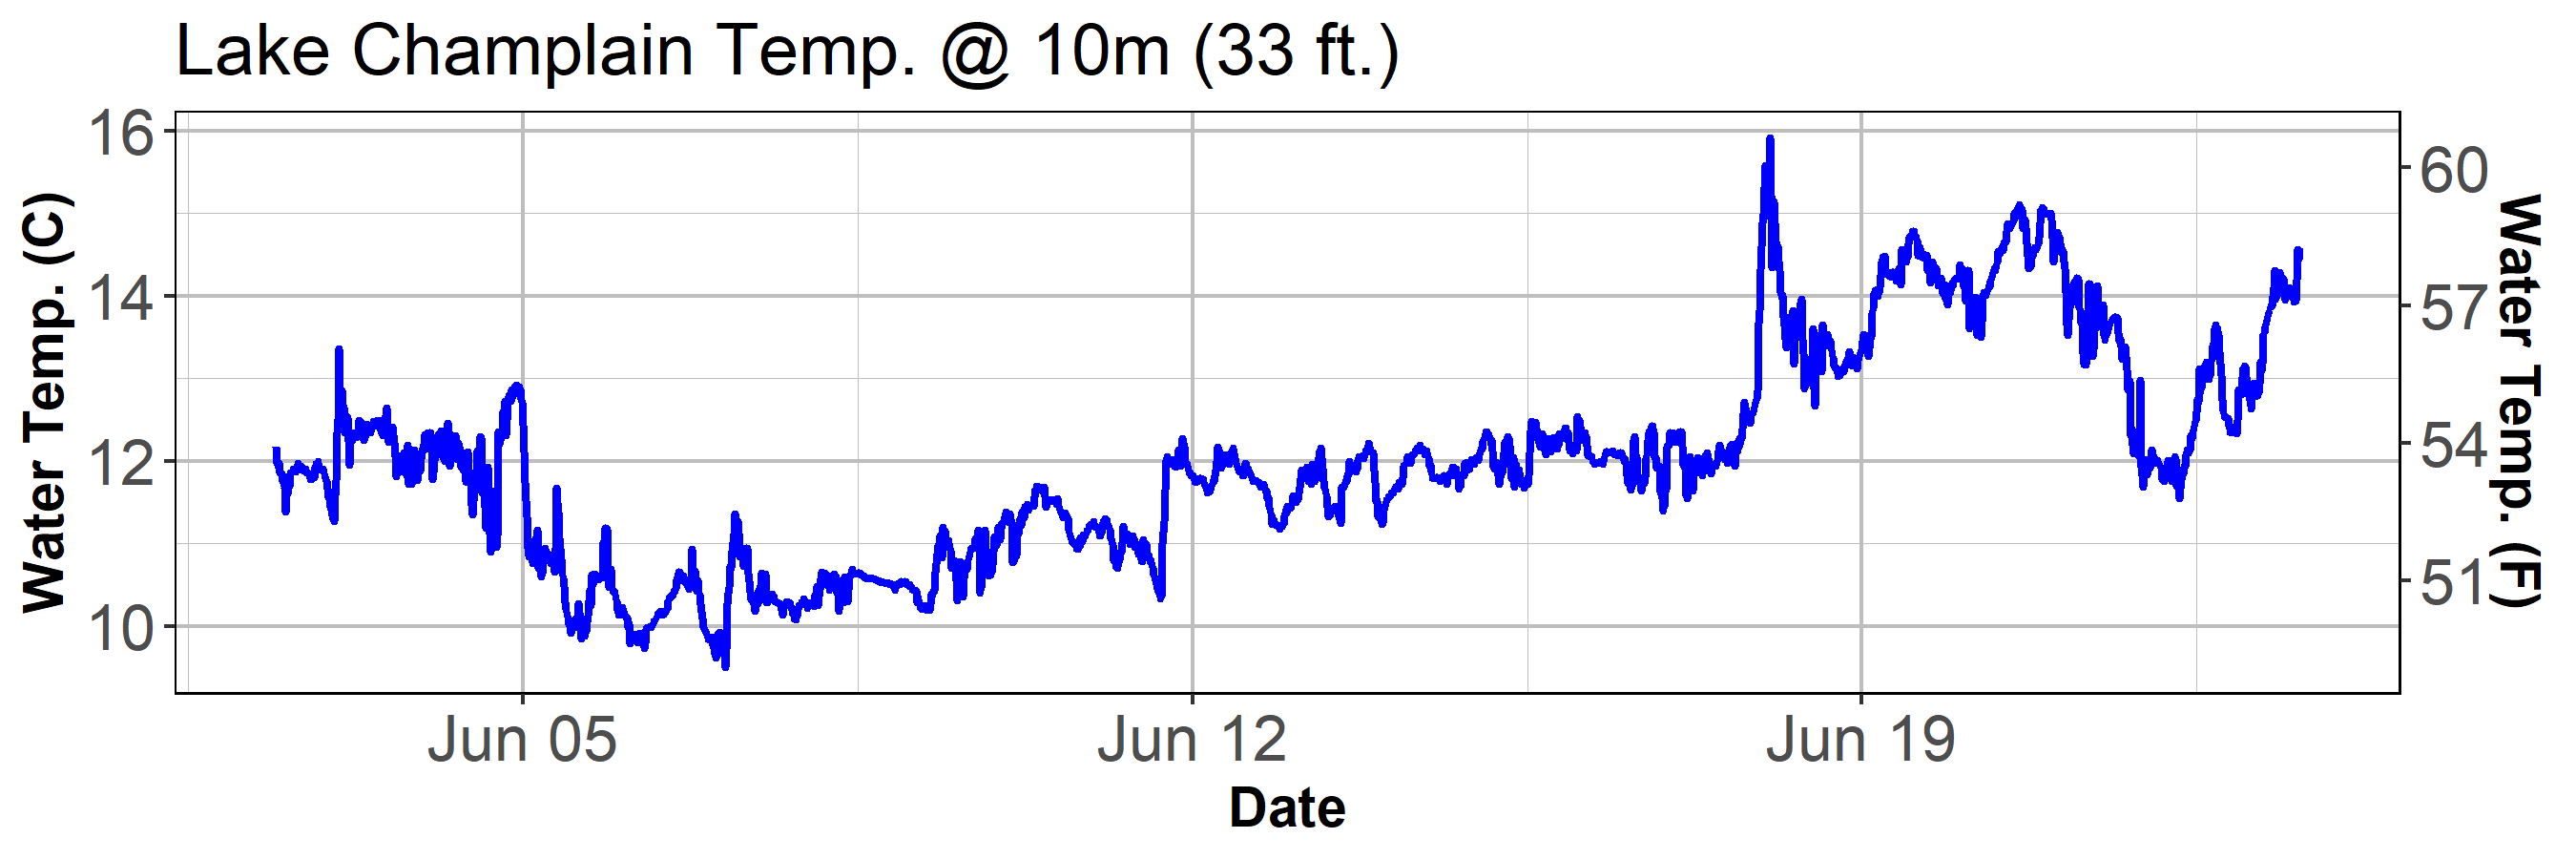 Lake Champlain Temp. @ 10m (33 ft.)
Water Temp. (C)
16
14
12
10
60
57
54
51
Water Temp. (F)
Jun 05
Jun 12
Jun 19
Date